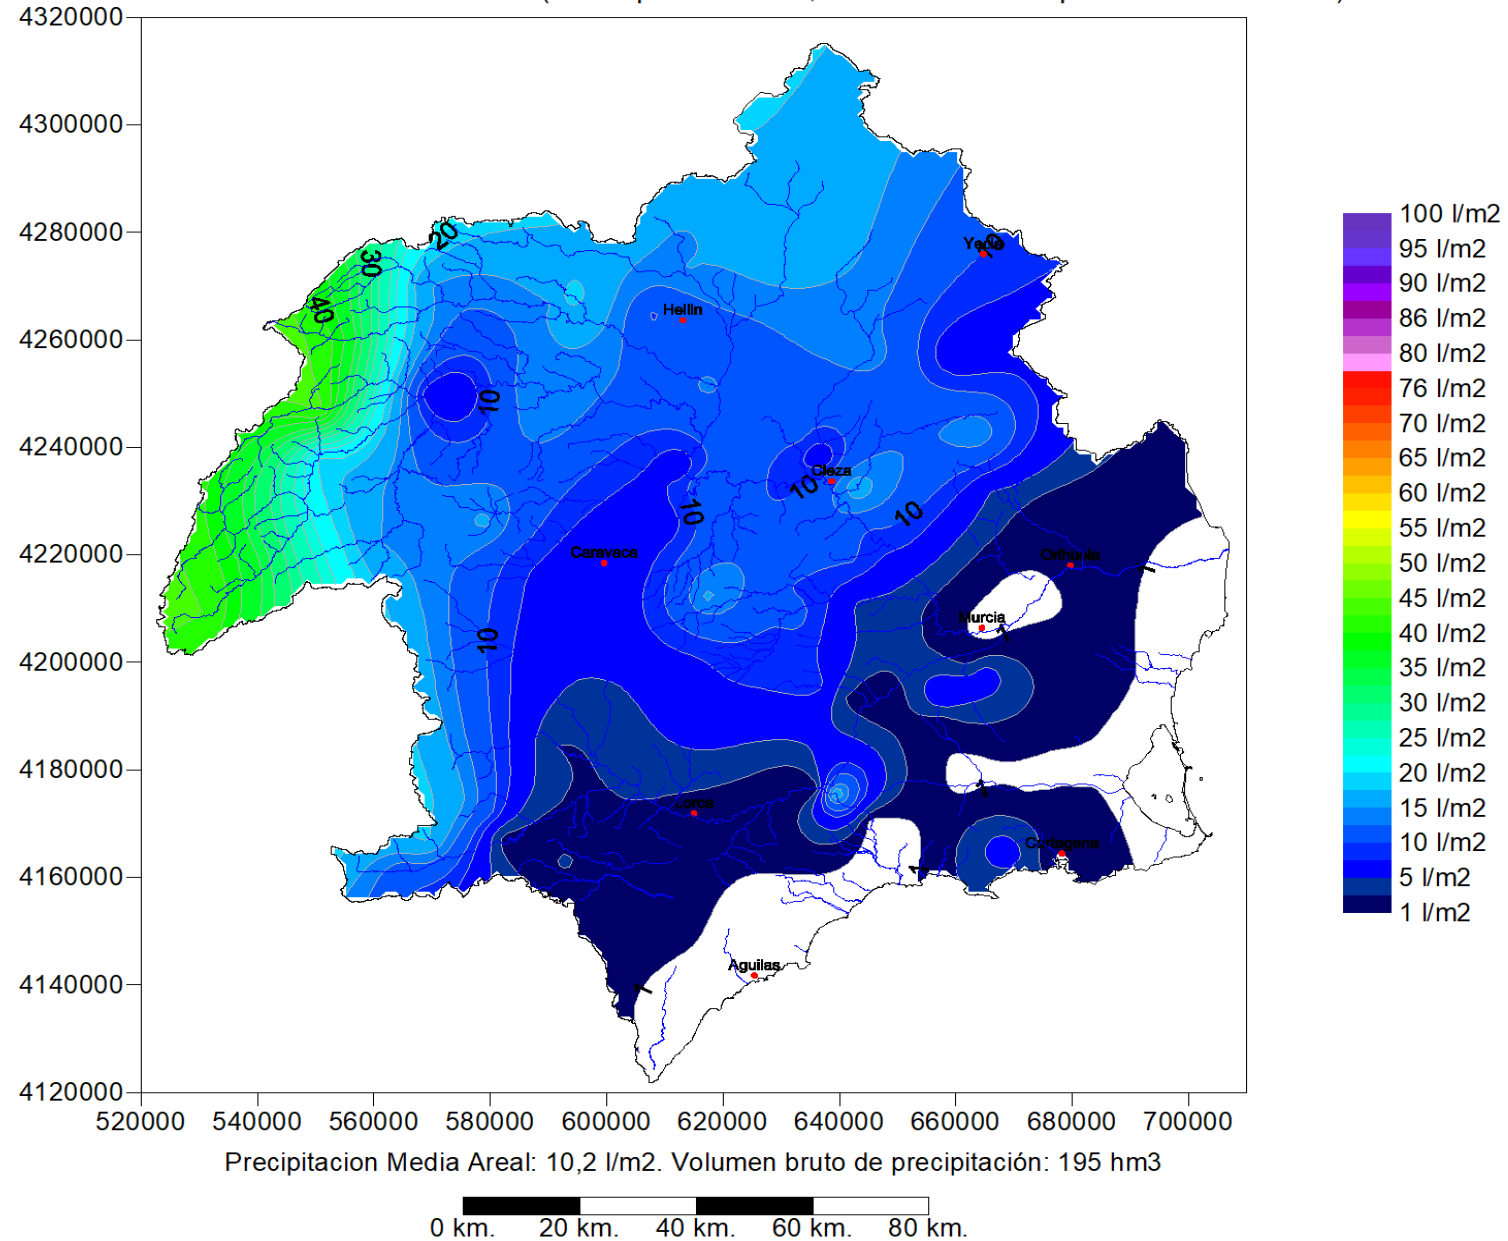 4320000
4300000
4280000
4260000
4240000
4220000
4200000
4180000
4160000
4140000
4120000
520000 540000 560000 580000 600000 620000 640000 660000 680000 700000
20
30
40
10
Yecla
10
Hellin
10
Cieza
10
10
10
Caravaca
Orihuela
1
Murcia
1
10
1
Lorca
Cartagena
1
Aguilas
1
100 l/m2
95 l/m2
90 l/m2
86 l/m2
80 l/m2
76 l/m2
70 l/m2
65 l/m2
60 l/m2
55 l/m2
50 l/m2
45 l/m2
40 l/m2
35 l/m2
30 l/m2
25 l/m2
20 l/m2
15 l/m2
10 l/m2
5 l/m2
1 l/m2
Precipitacion Media Areal: 10,2 l/m2. Volumen bruto de precipitación: 195 hm3
0 km. 20 km. 40 km. 60 km. 80 km.